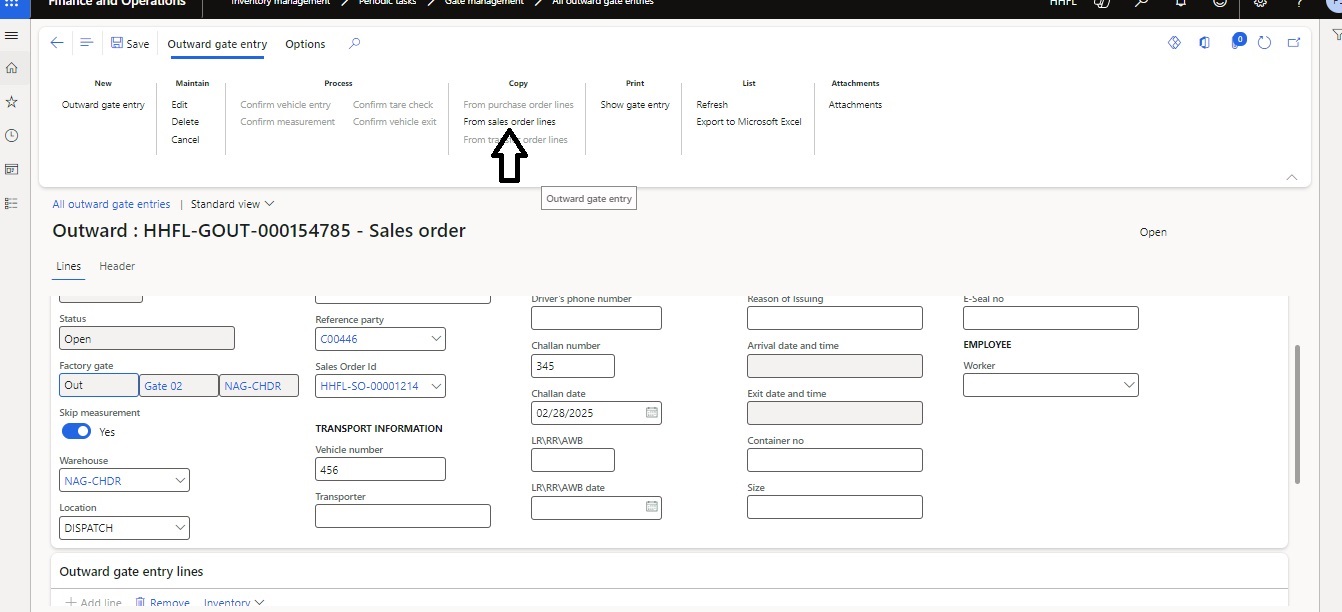 Finance and Operations
Inventory management / Periodic tasks / Gate management / All outward gate entries
HHFL
Save
Outward gate entry
Options
0
New
Outward gate entry
Maintain
Edit
Delete
Cancel
Process
Confirm vehicle entry
Confirm measurement
Confirm tare check
Confirm vehicle exit
Copy
From purchase order lines
From sales order lines
From transfer order lines
Print
Show gate entry
List
Refresh
Export to Microsoft Excel
Attachments
Attachments
Outward gate entry
All outward gate entries | Standard view
Outward : HHFL-GOUT-000154785 - Sales order
Open
Lines
Header
Status
Open
Factory gate
Out
Gate 02
NAG-CHDR
Skip measurement
Yes
Warehouse
NAG-CHDR
Location
DISPATCH
Reference party
C00446
Sales Order Id
HHFL-SO-00001214
TRANSPORT INFORMATION
Vehicle number
456
Transporter
Driver's phone number
Challan number
345
Challan date
02/28/2025
LR\RR\AWB
LR\RR\AWB date
Reason of Issuing
Arrival date and time
Exit date and time
Container no
Size
E-Seal no
EMPLOYEE
Worker
Outward gate entry lines
+ Add line
Remove
Inventory